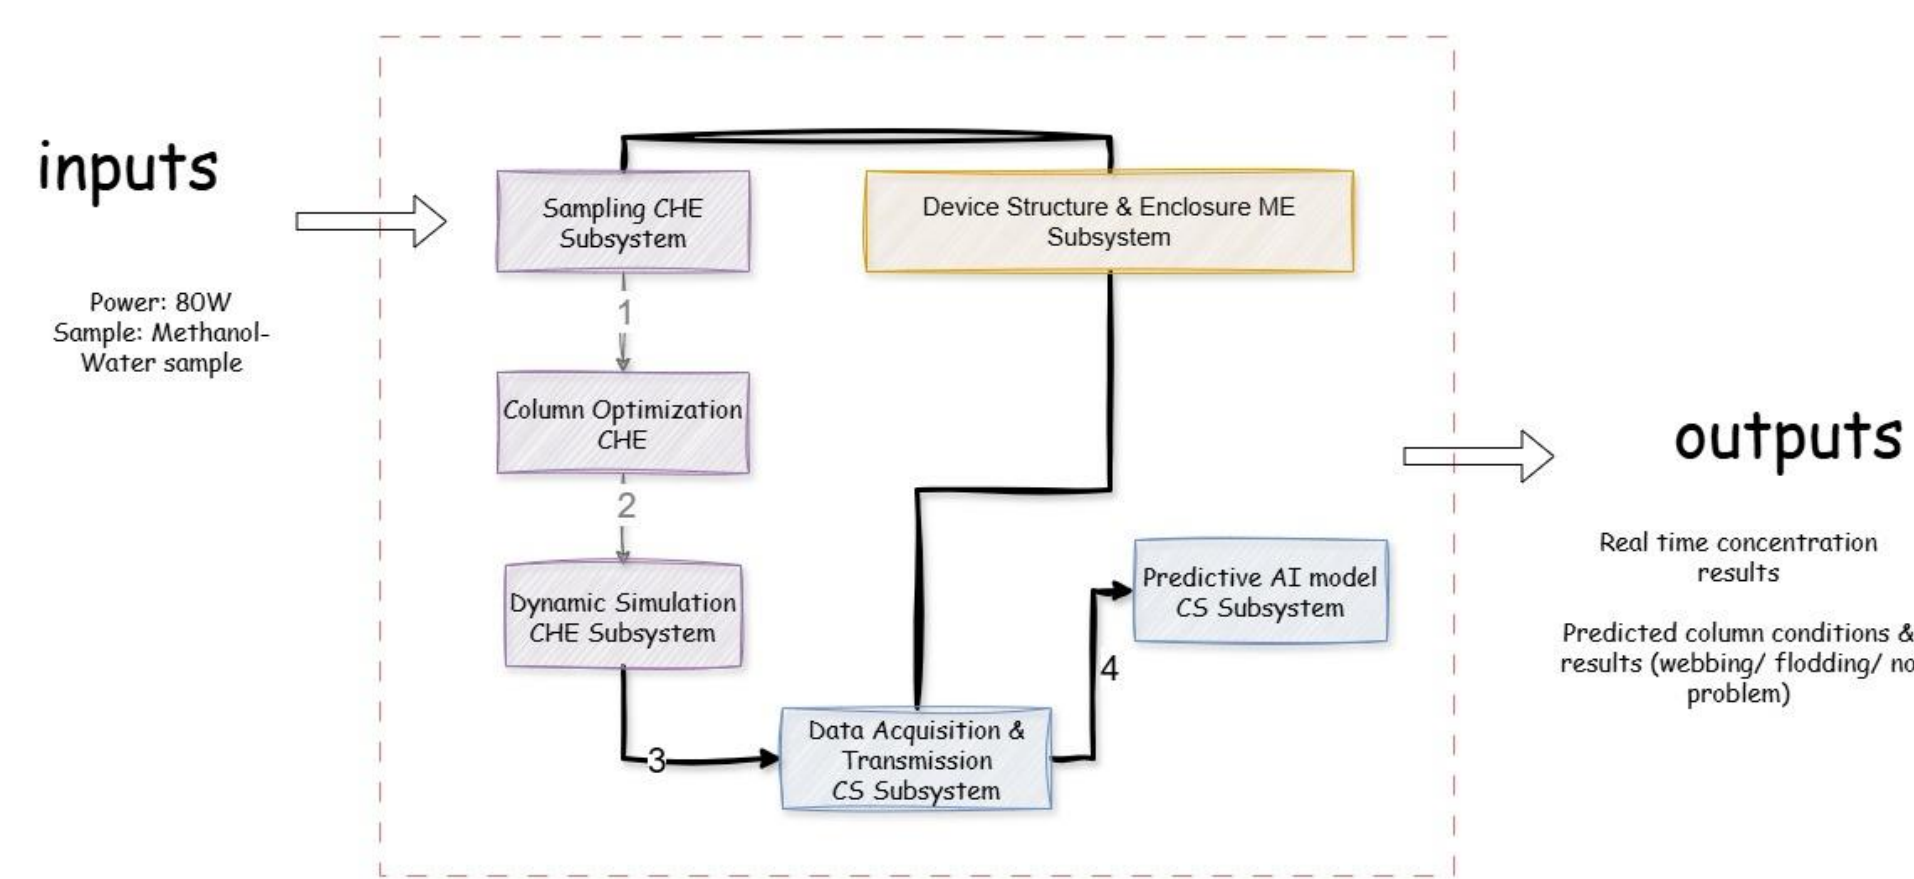 inputs
Power: 80W
Sample: Methanol-
Water sample
Sampling CHE
Subsystem
Device Structure & Enclosure ME
Subsystem
1
Column Optimization
CHE
2
Dynamic Simulation
CHE Subsystem
3
Data Acquisition &
Transmission
CS Subsystem
4
Predictive AI model
CS Subsystem
outputs
Real time concentration
results
Predicted column conditions &
results (webbing/ flodding/ no
problem)